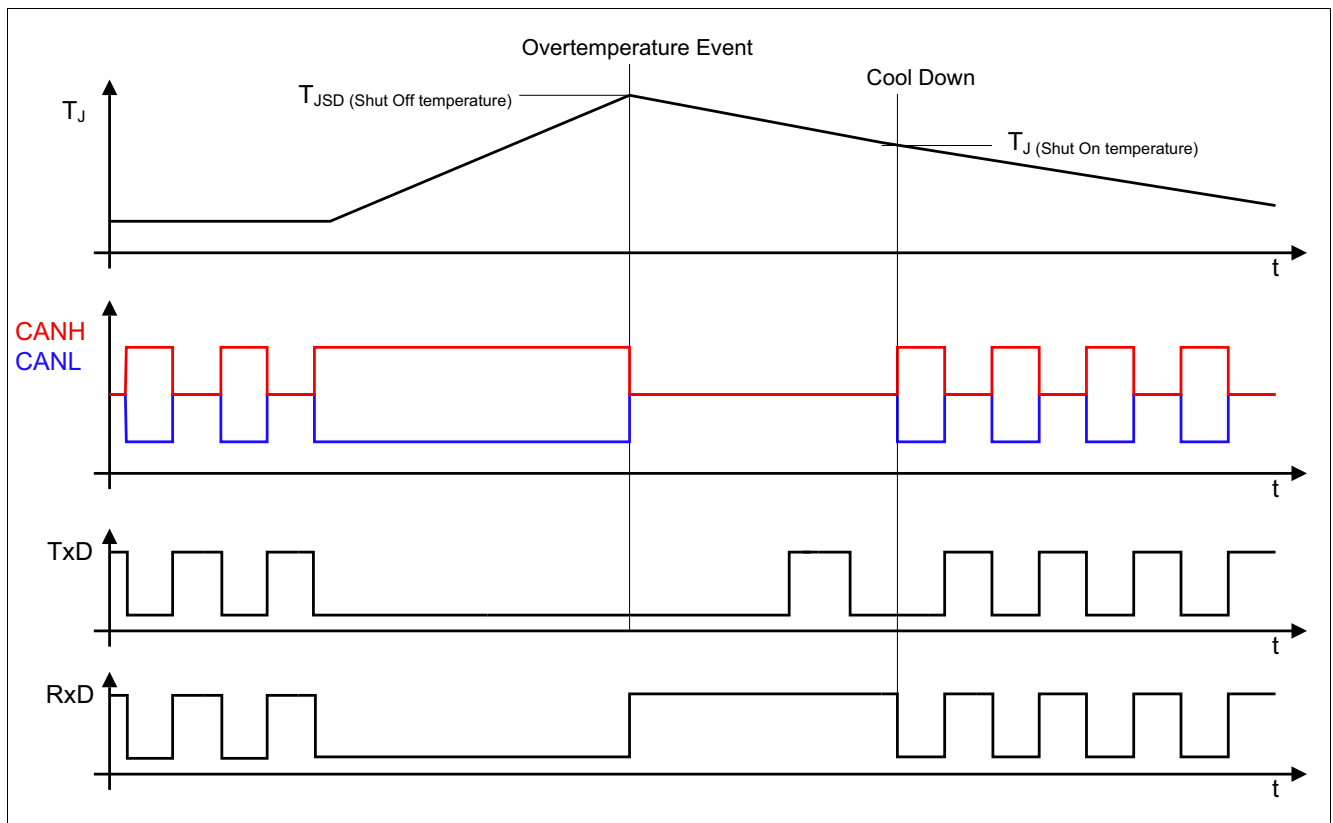 Overtemperature Event
Cool Down
TJSD (Shut Off temperature)
TJ
TJ (Shut On temperature)
t
CANH
CANL
t
TxD
t
RxD
t